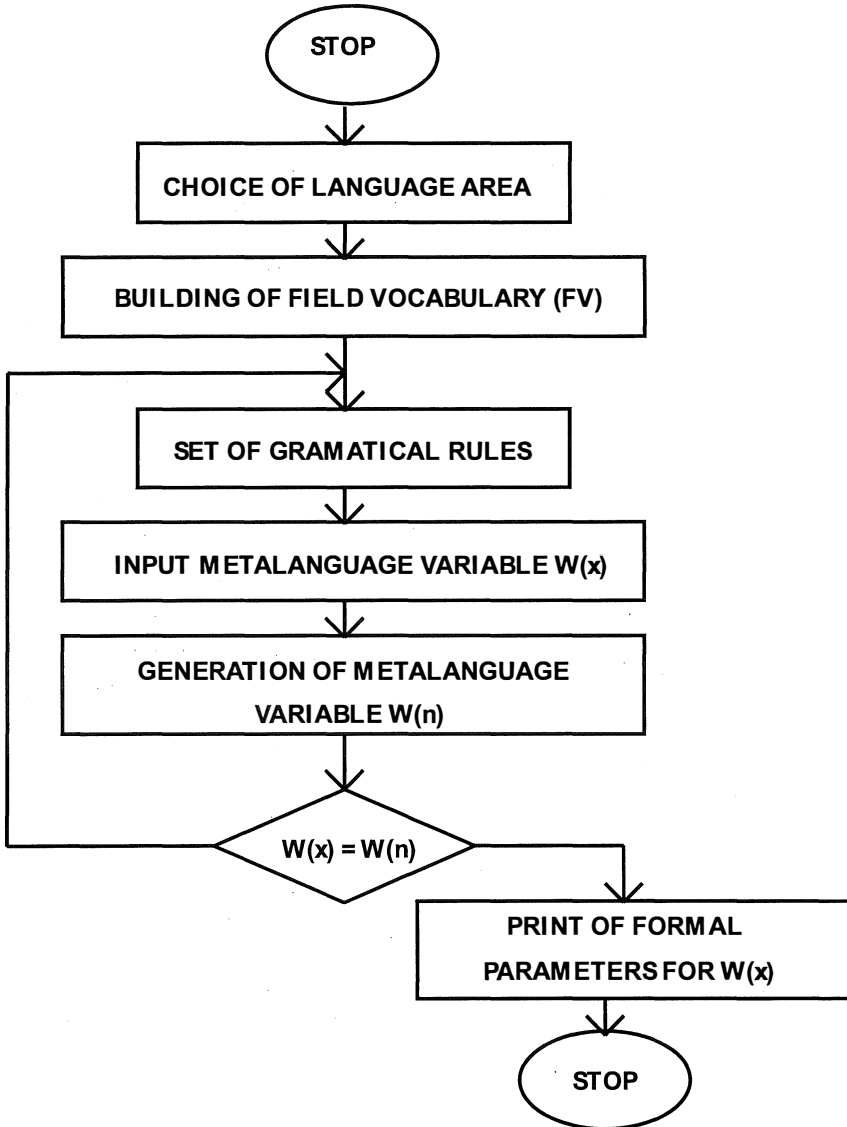 STOP
CHOICE OF LANGUAGE AREA
BUILDING OF FIELD VOCABULARY (FV)
SET OF GRAMATICAL RULES
INPUT METALANGUAGE VARIABLE W(x)
GENERATION OF METALANGUAGE
VARIABLE W(n)
W(x) = W(n)
PRINT OF FORMAL
PARAMETERS FOR W(x)
STOP